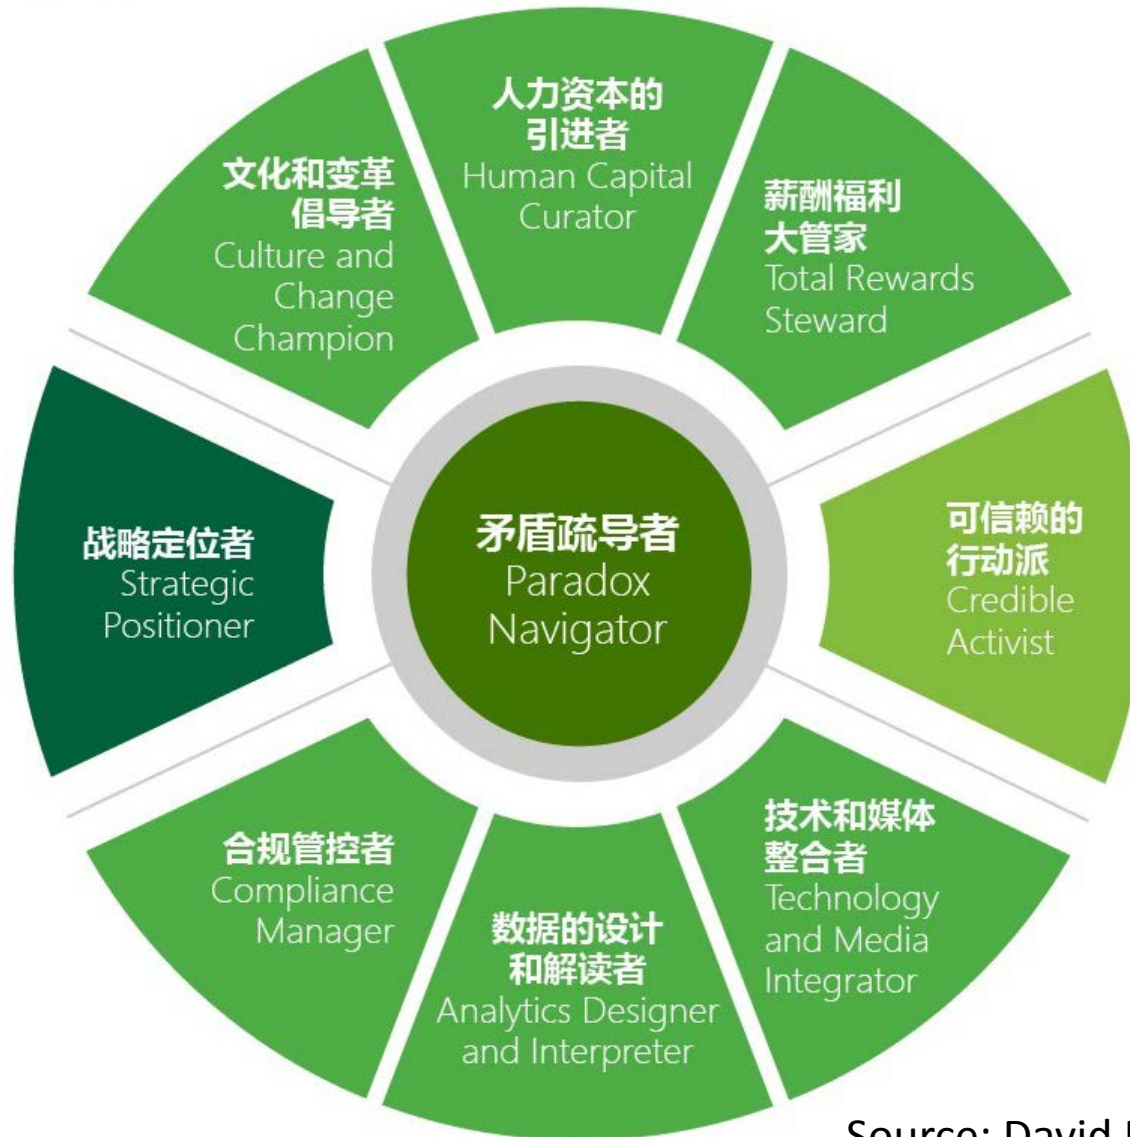 人力资本的
引进者
Human Capital
Curator
文化和变革
倡导者
Culture and
Change
Champion
薪酬福利
大管家
Total Rewards
Steward
战略定位者
Strategic
Positioner
矛盾疏导者
Paradox
Navigator
可信赖的
行动派
Credible
Activist
合规管控者
Compliance
Manager
数据的设计
和解读者
Analytics Designer
and Interpreter
技术和媒体
整合者
Technology
and Media
Integrator
Source: David